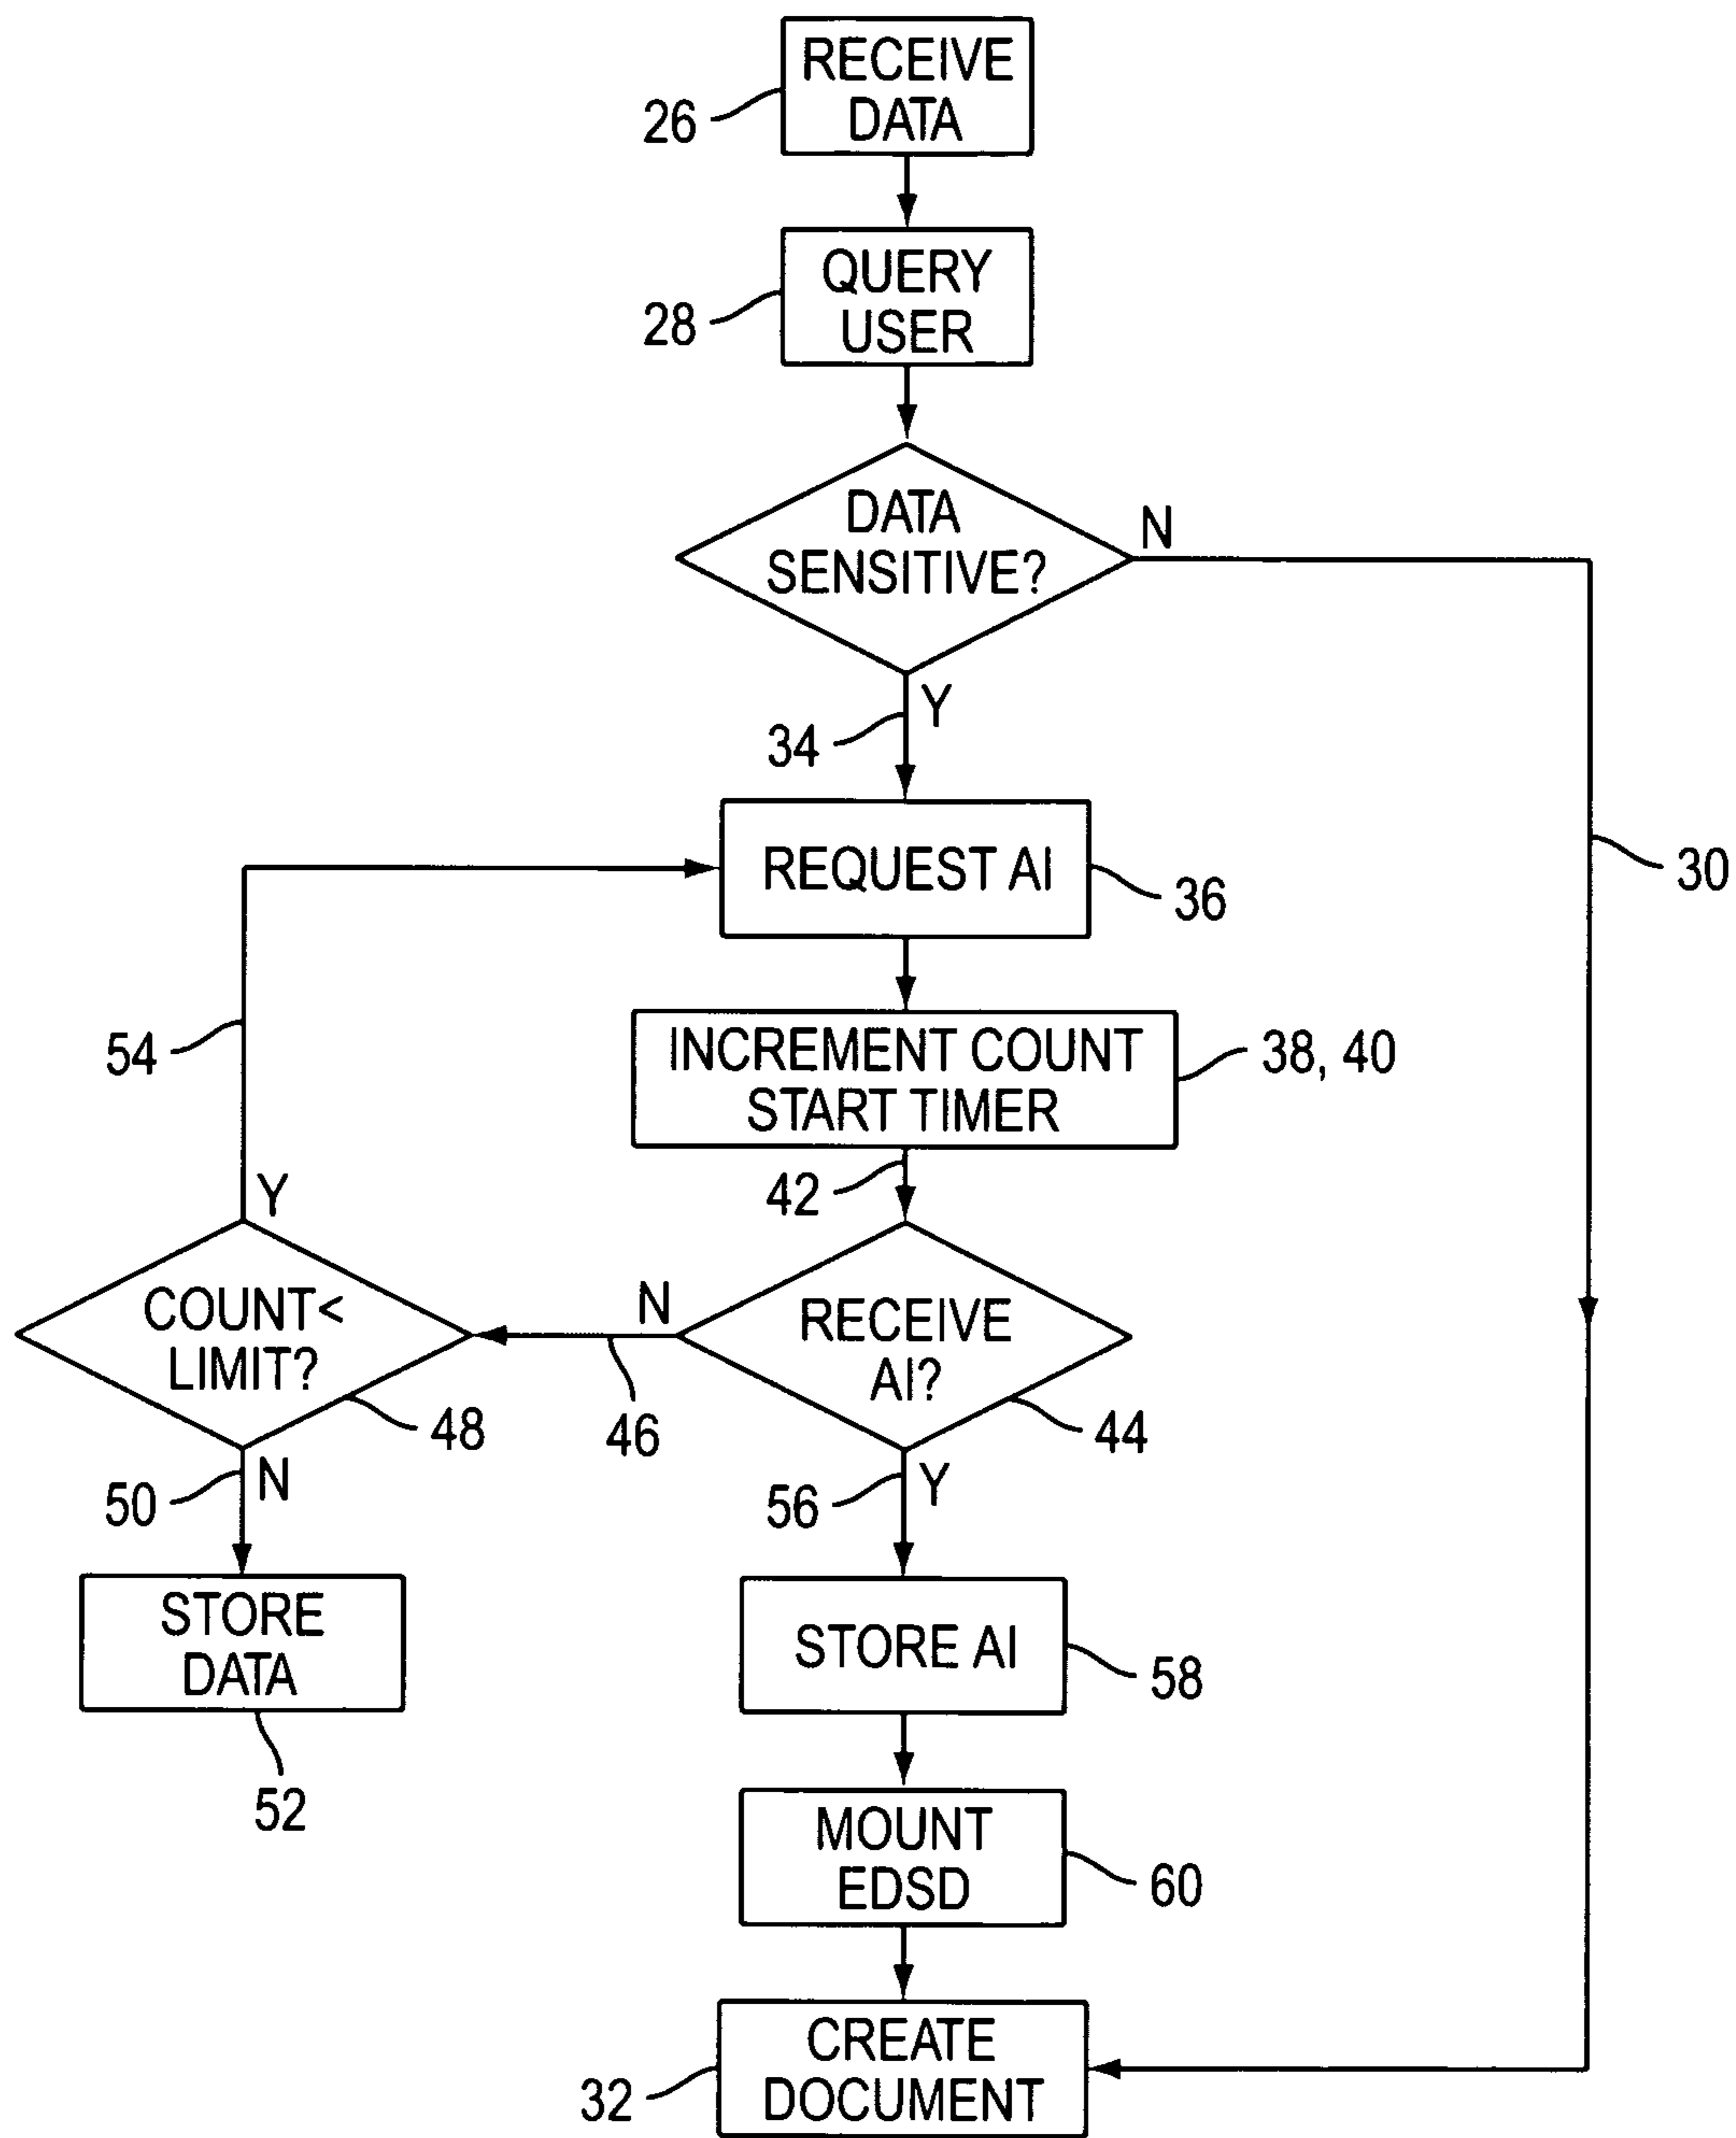 RECEIVE
DATA
26
QUERY
USER
28
DATA
SENSITIVE?
N
Y
34
30
REQUEST AI
36
INCREMENT COUNT
START TIMER
38, 40
54
42
Y
COUNT<
LIMIT?
48
N
46
RECEIVE
AI?
44
50
N
56
Y
STORE
DATA
52
STORE AI
58
MOUNT
EDSD
60
CREATE
DOCUMENT
32